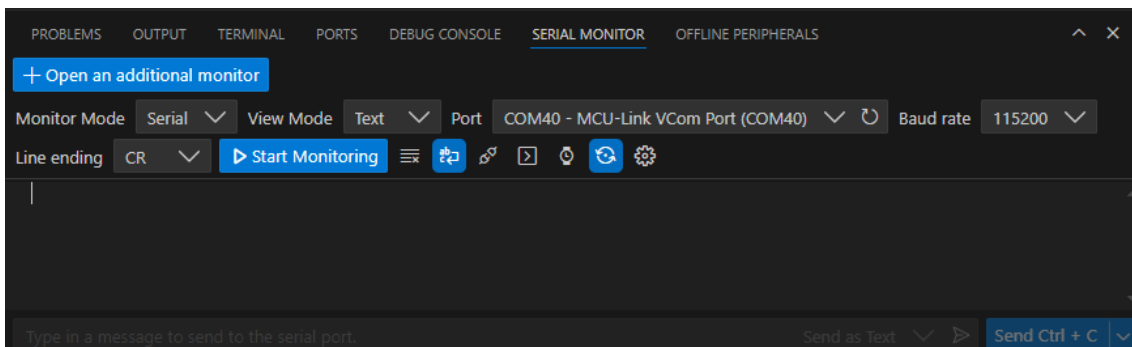 PROBLEMS OUTPUT TERMINAL PORTS DEBUG CONSOLE SERIAL MONITOR OFFLINE PERIPHERALS
+ Open an additional monitor
Monitor Mode Serial View Mode Text Port COM40 - MCU-Link VCom Port (COM40) Baud rate 115200
Line ending CR Start Monitoring
Type in a message to send to the serial port. Send as Text Send Ctrl + C